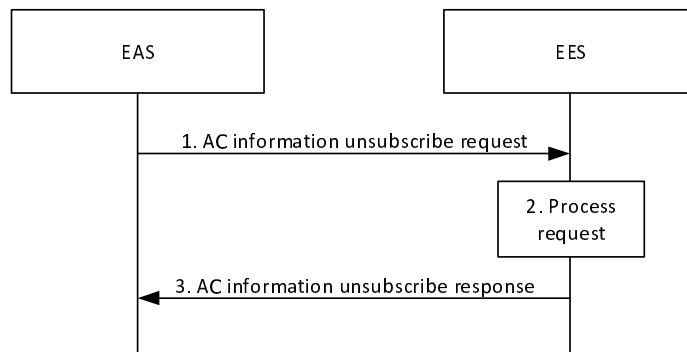 EAS
EES
1. AC information unsubscribe request
2. Process
request
3. AC information unsubscribe response